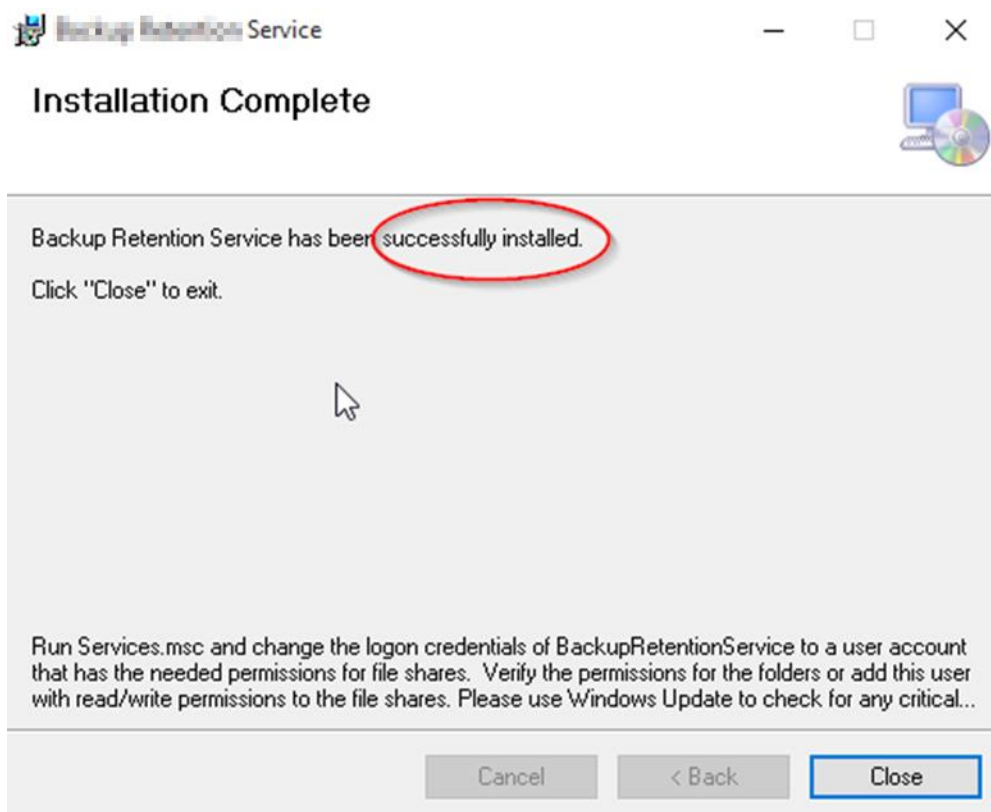 Service
Installation Complete
Backup Retention Service has been successfully installed.
Click "Close" to exit.
Run Services.msc and change the logon credentials of BackupRetentionService to a user account
that has the needed permissions for file shares.  Verify the permissions for the folders or add this user
with read/write permissions to the file shares. Please use Windows Update to check for any critical...
Cancel
< Back
Close